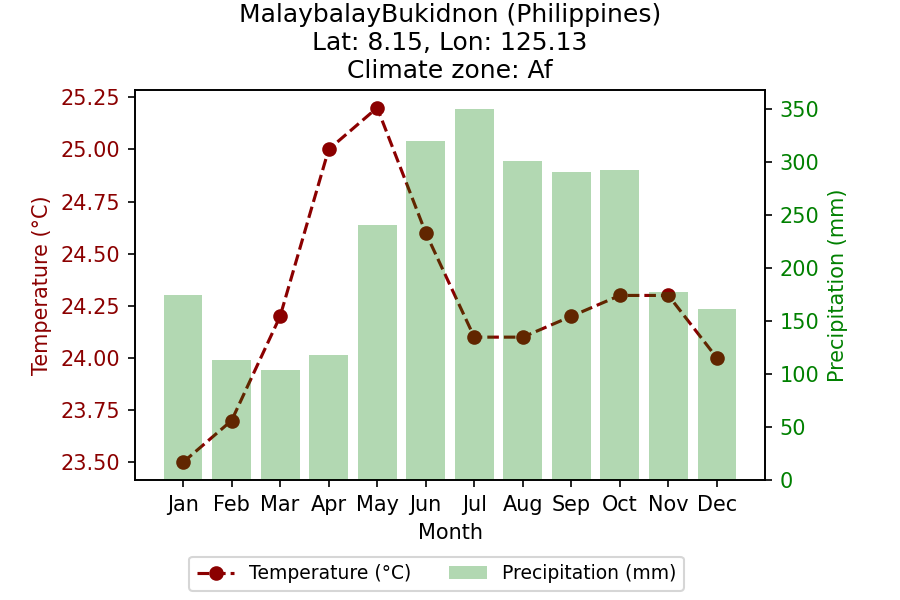 MalaybalayBukidnon (Philippines)
Lat: 8.15, Lon: 125.13
Climate zone: Af
25.25
25.00
24.75
24.50
24.25
24.00
23.75
23.50
Temperature (°C)
350
300
250
200
150
100
50
0
Precipitation (mm)
Jan Feb Mar Apr May Jun Jul Aug Sep Oct Nov Dec
Month
Temperature (°C) Precipitation (mm)